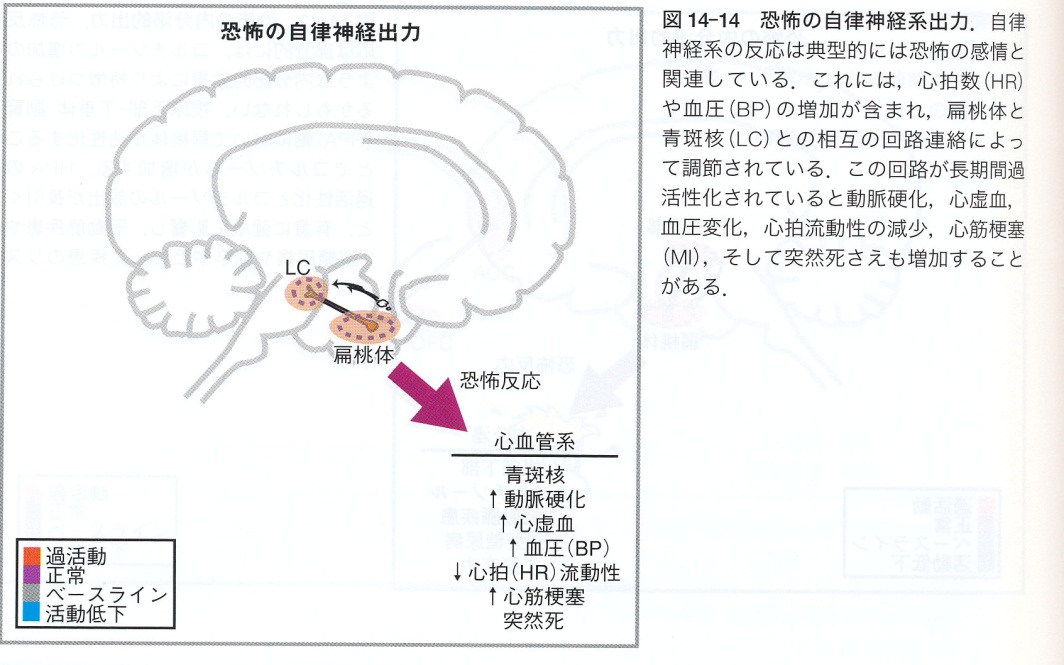 恐怖の自律神経出力
LC
扁桃体
恐怖反応
心血管系
青斑核
↑動脈硬化
↑心虚血
↑血圧(BP)
↓心拍(HR)流動性
↑心筋梗塞
突然死
過活動
正常
ベースライン
活動低下
図 14-14 恐怖の自律神経系出力.自律
神経系の反応は典型的には恐怖の感情と
関連している.これには,心拍数(HR)
や血圧(BP)の増加が含まれ,扁桃体と
青斑核(LC)との相互の回路連絡によっ
て調節されている.この回路が長期間過
活性化されていると動脈硬化,心虚血,
血圧変化,心拍流動性の減少,心筋梗塞
(MI),そして突然死さえも増加すること
がある.